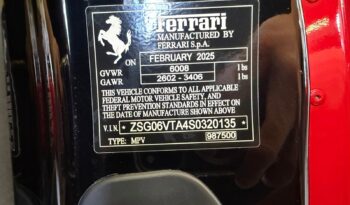 Ferrari
MANUFACTURED BY
FERRARI S.p.A.
ON FEBRUARY 2025
GVWR 6008 lbs
GAWR 2602 - 3406 lbs
THIS VEHICLE CONFORMS TO ALL APPLICABLE
FEDERAL MOTOR VEHICLE SAFETY, AND
THEFT PREVENTION STANDARDS IN EFFECT ON
THE DATE OF MANUFACTURE SHOWN ABOVE.
V.I.N. ZSG06VTA4S0320135
TYPE: MPV 987500